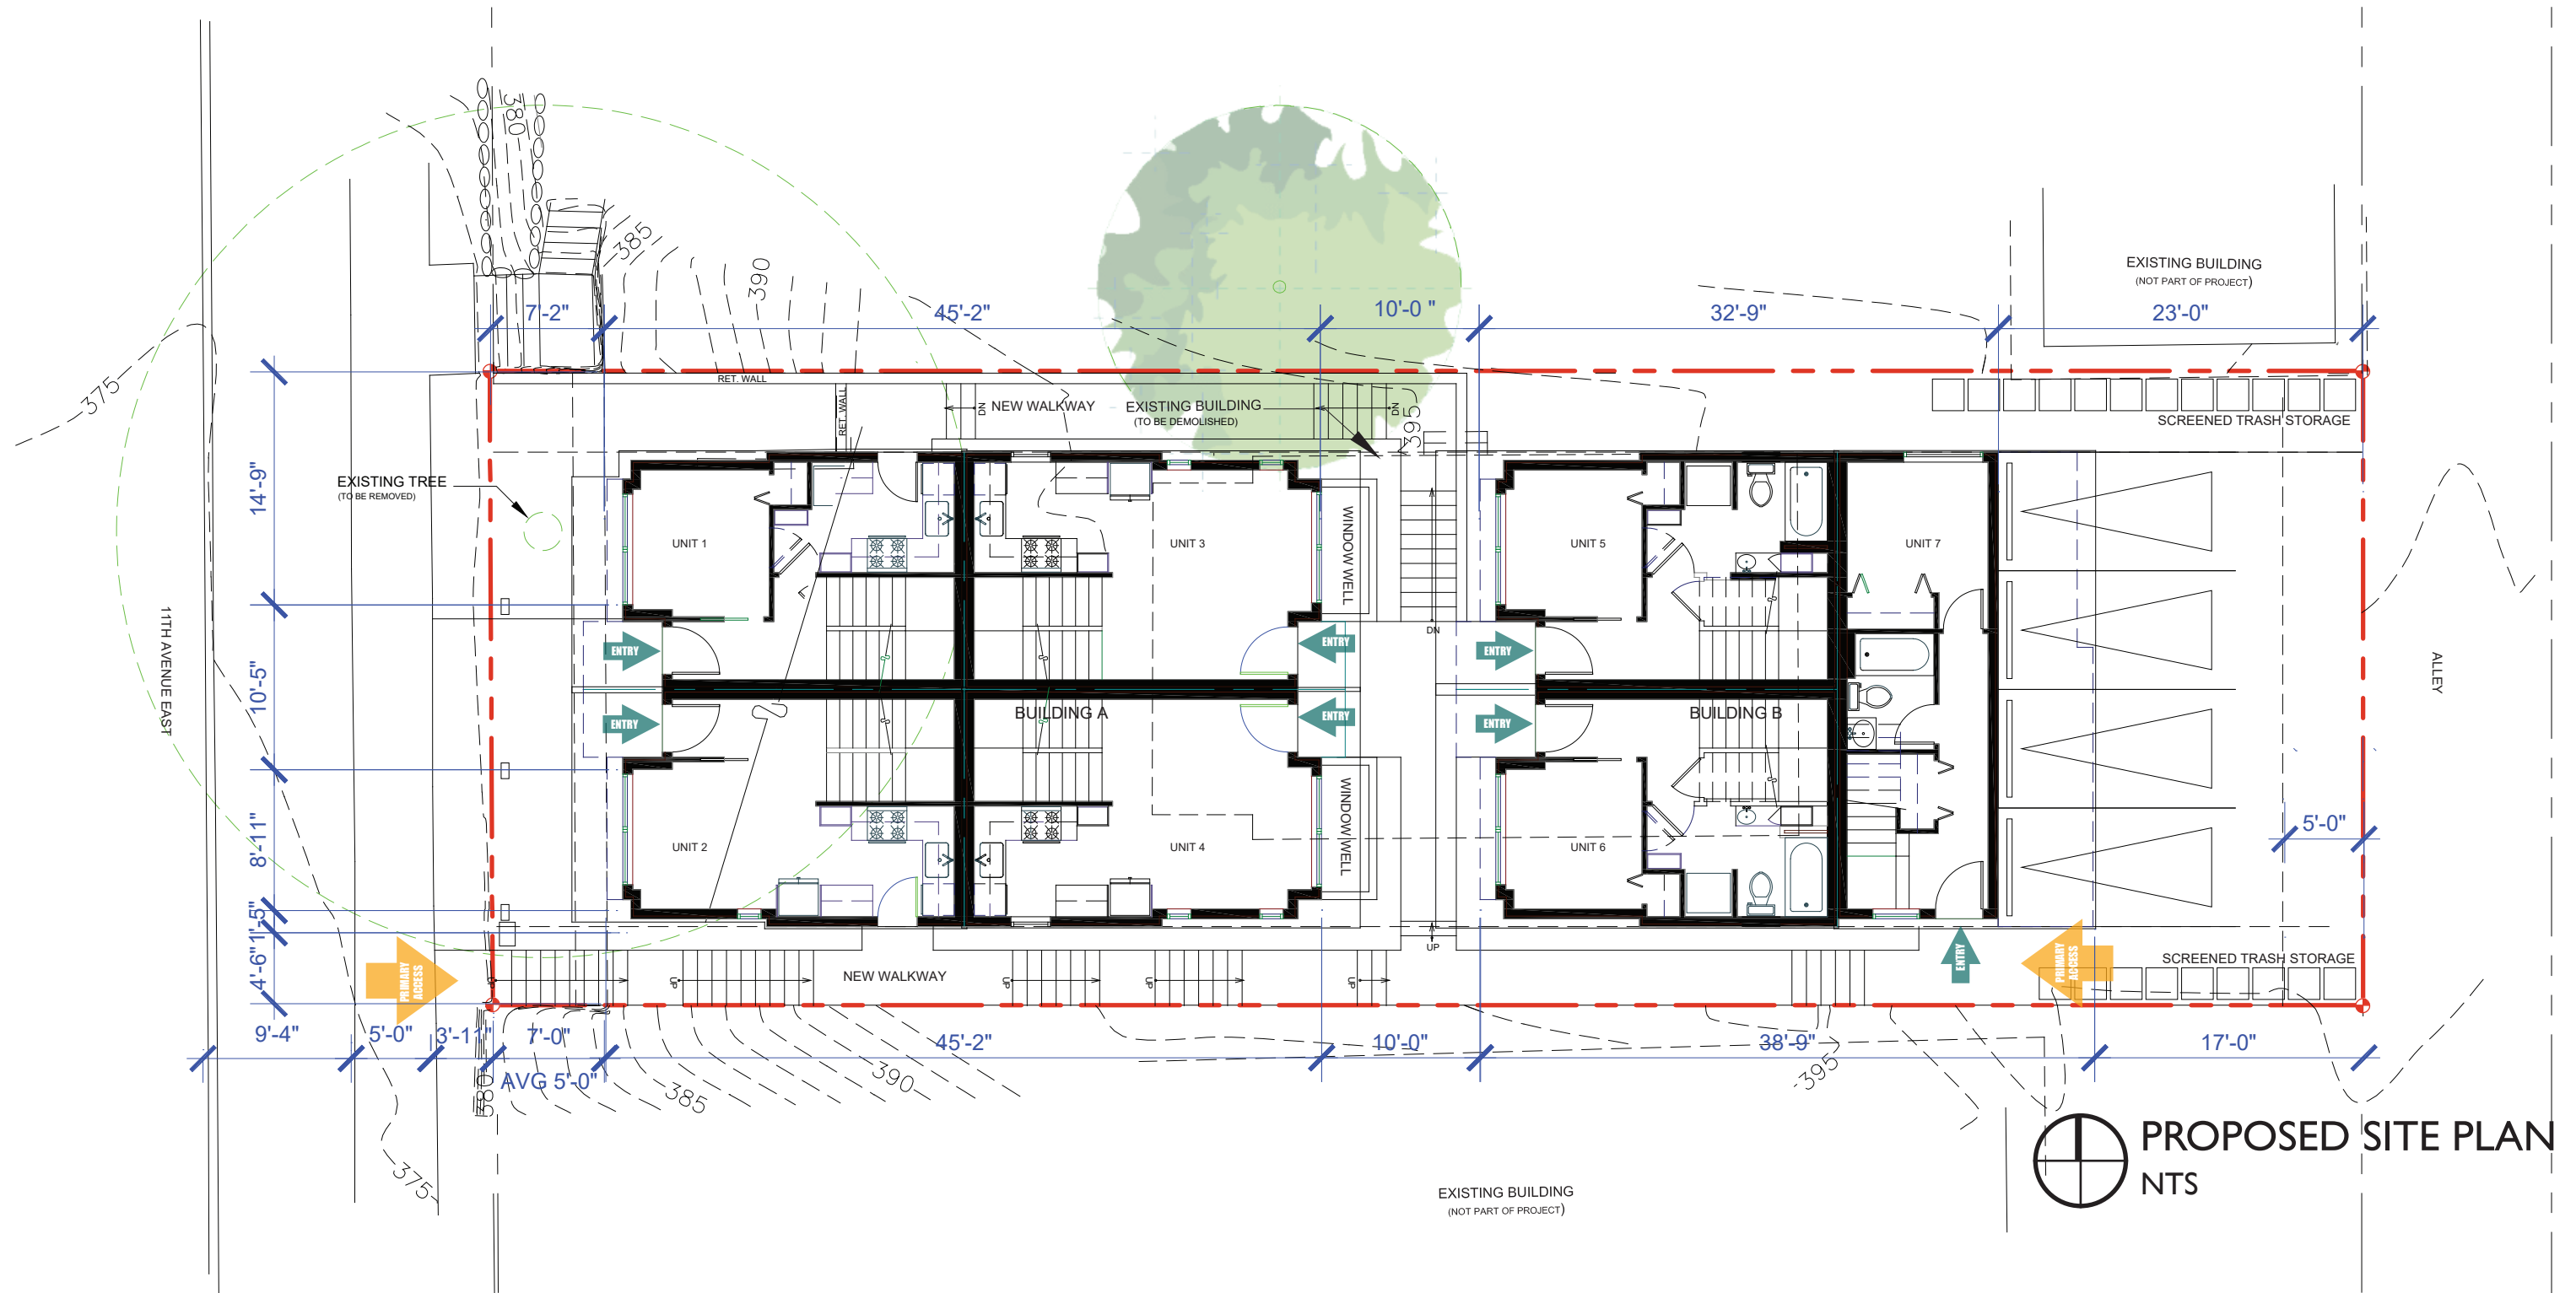 380
385
390
EXISTING BUILDING
(NOT PART OF PROJECT)
7'-2"
45'-2"
10'-0 "
32'-9"
23'-0"
375
RET. WALL
RET. WALL
DN
NEW WALKWAY
EXISTING BUILDING
(TO BE DEMOLISHED)
DN
395
SCREENED TRASH STORAGE
EXISTING TREE
(TO BE REMOVED)
14'-9"
UNIT 1
UNIT 3
WINDOW WELL
UNIT 5
UNIT 7
11TH AVENUE EAST
DN
ENTRY
ENTRY
ENTRY
ALLEY
10'-5"
ENTRY
ENTRY
ENTRY
BUILDING A
BUILDING B
8'-11"
UNIT 2
UNIT 4
WINDOW WELL
UNIT 6
5'-0"
1'-5"
4'-6"
UP
PRIMARY
ACCESS
UP
UP
NEW WALKWAY
UP
UP
UP
ENTRY
PRIMARY
ACCESS
SCREENED TRASH STORAGE
9'-4"
5'-0"
3'-11"
7'-0"
45'-2"
10'-0"
38'-9"
17'-0"
AVG 5'-0"
380
385
390
395
375
PROPOSED SITE PLAN
NTS
EXISTING BUILDING
(NOT PART OF PROJECT)